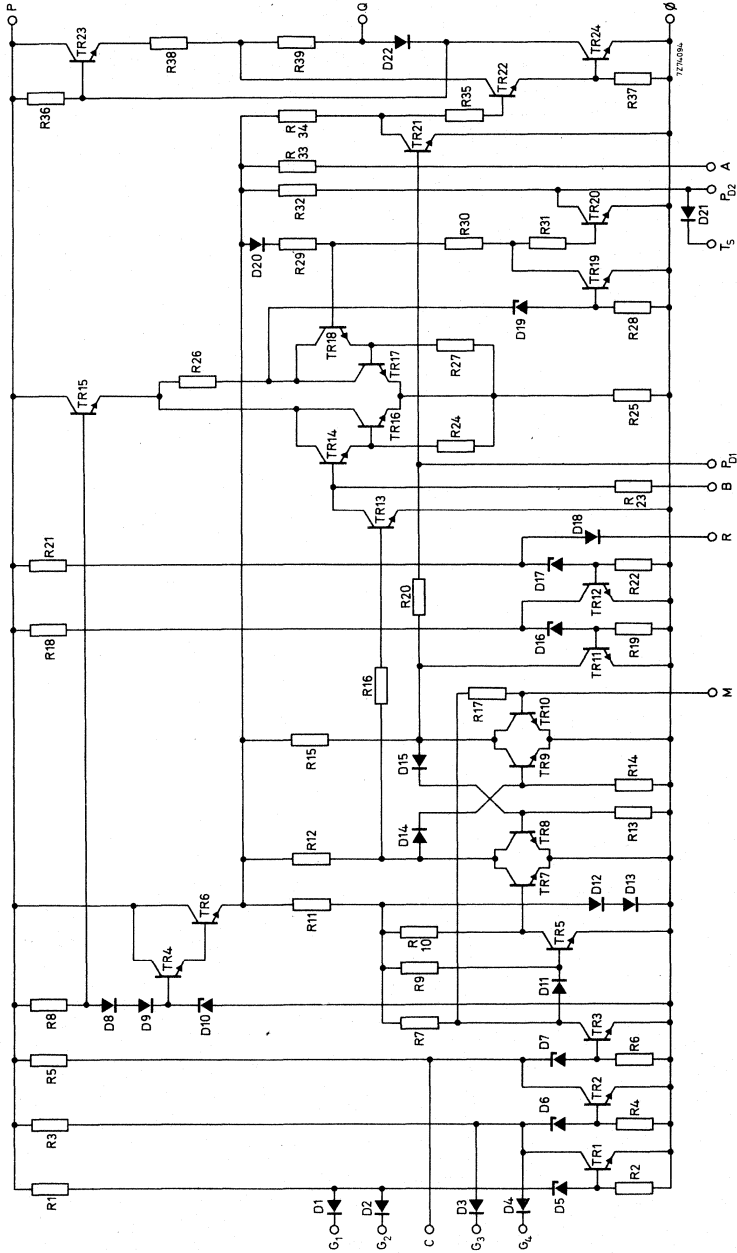 P
Q
Ø
7Z74094
TR23
R38
R39
D22
TR24
R36
TR22
R37
R35
R
34
TR21
R
33
A
R32
PD2
D21
TS
TR20
D20
R29
R30
R31
TR19
D19
R28
R26
TR18
TR17
R27
TR15
TR14
TR16
R24
R25
PD1
B
R
23
TR13
R21
D18
R
D17
R22
TR12
R20
R18
D16
R19
TR11
R16
R17
M
TR10
R15
D15
TR9
R14
R12
D14
TR8
R13
TR7
TR6
R11
D12
D13
R
10
TR4
R9
TR5
D11
R8
D8
D9
D10
R7
TR3
R5
D7
R6
R3
TR2
D6
R4
R1
TR1
D5
R2
D1
D2
D3
D4
G1
G2
C
G3
G4